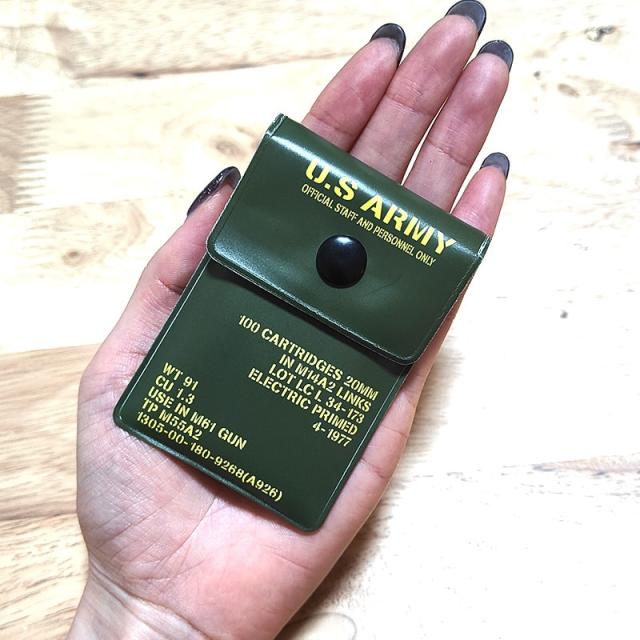 U.S ARMY
OFFICIAL STAFF AND PERSONNEL ONLY
100 CARTRIDGES 20MM
IN M14A2 LINKS
LOT LC L 34-173
ELECTRIC PRIMED
4-1977
WT 91
CU 1.3
USE IN M61 GUN
TP M55A2
1305-00-180-9268(A926)